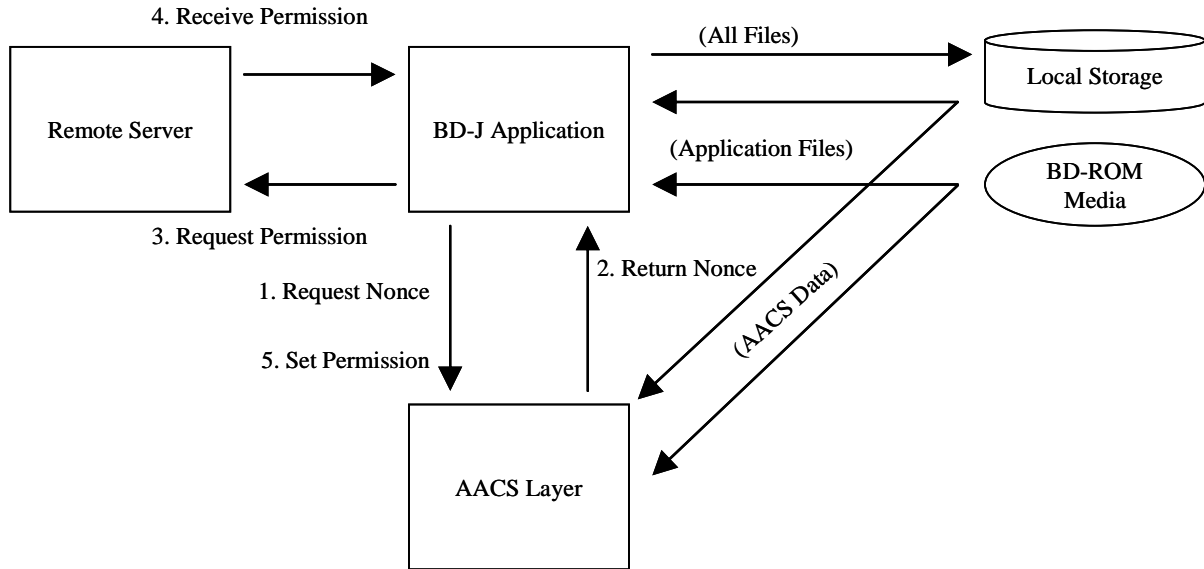 4. Receive Permission
(All Files)
Local Storage
Remote Server
BD-J Application
(Application Files)
BD-ROM
Media
3. Request Permission
1. Request Nonce
2. Return Nonce
(AACS Data)
5. Set Permission
AACS Layer